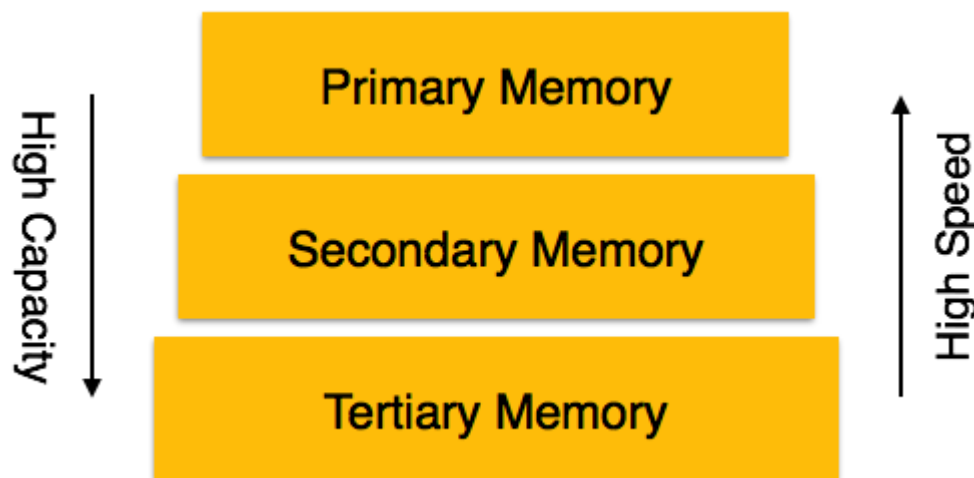 Primary Memory
Secondary Memory
Tertiary Memory
High Capacity
High Speed